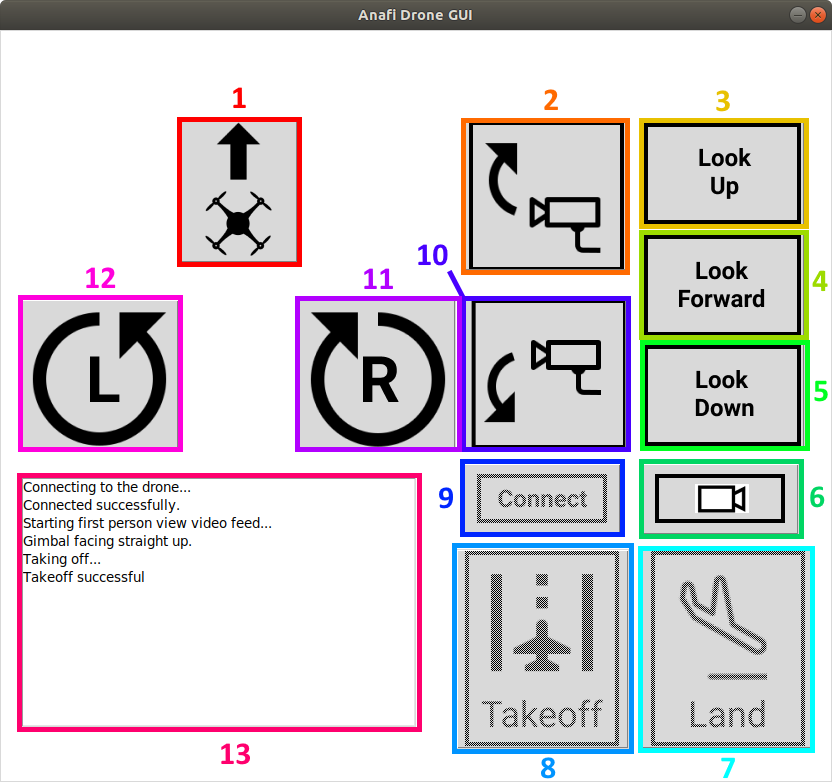 Anafi Drone GUI
1
2
3
Look
Up
10
12
11
4
Look
Forward
L
R
5
Look
Down
Connecting to the drone...
Connected successfully.
Starting first person view video feed...
Gimbal facing straight up.
Taking off...
Takeoff successful
9
Connect
6
Takeoff
Land
13
8
7